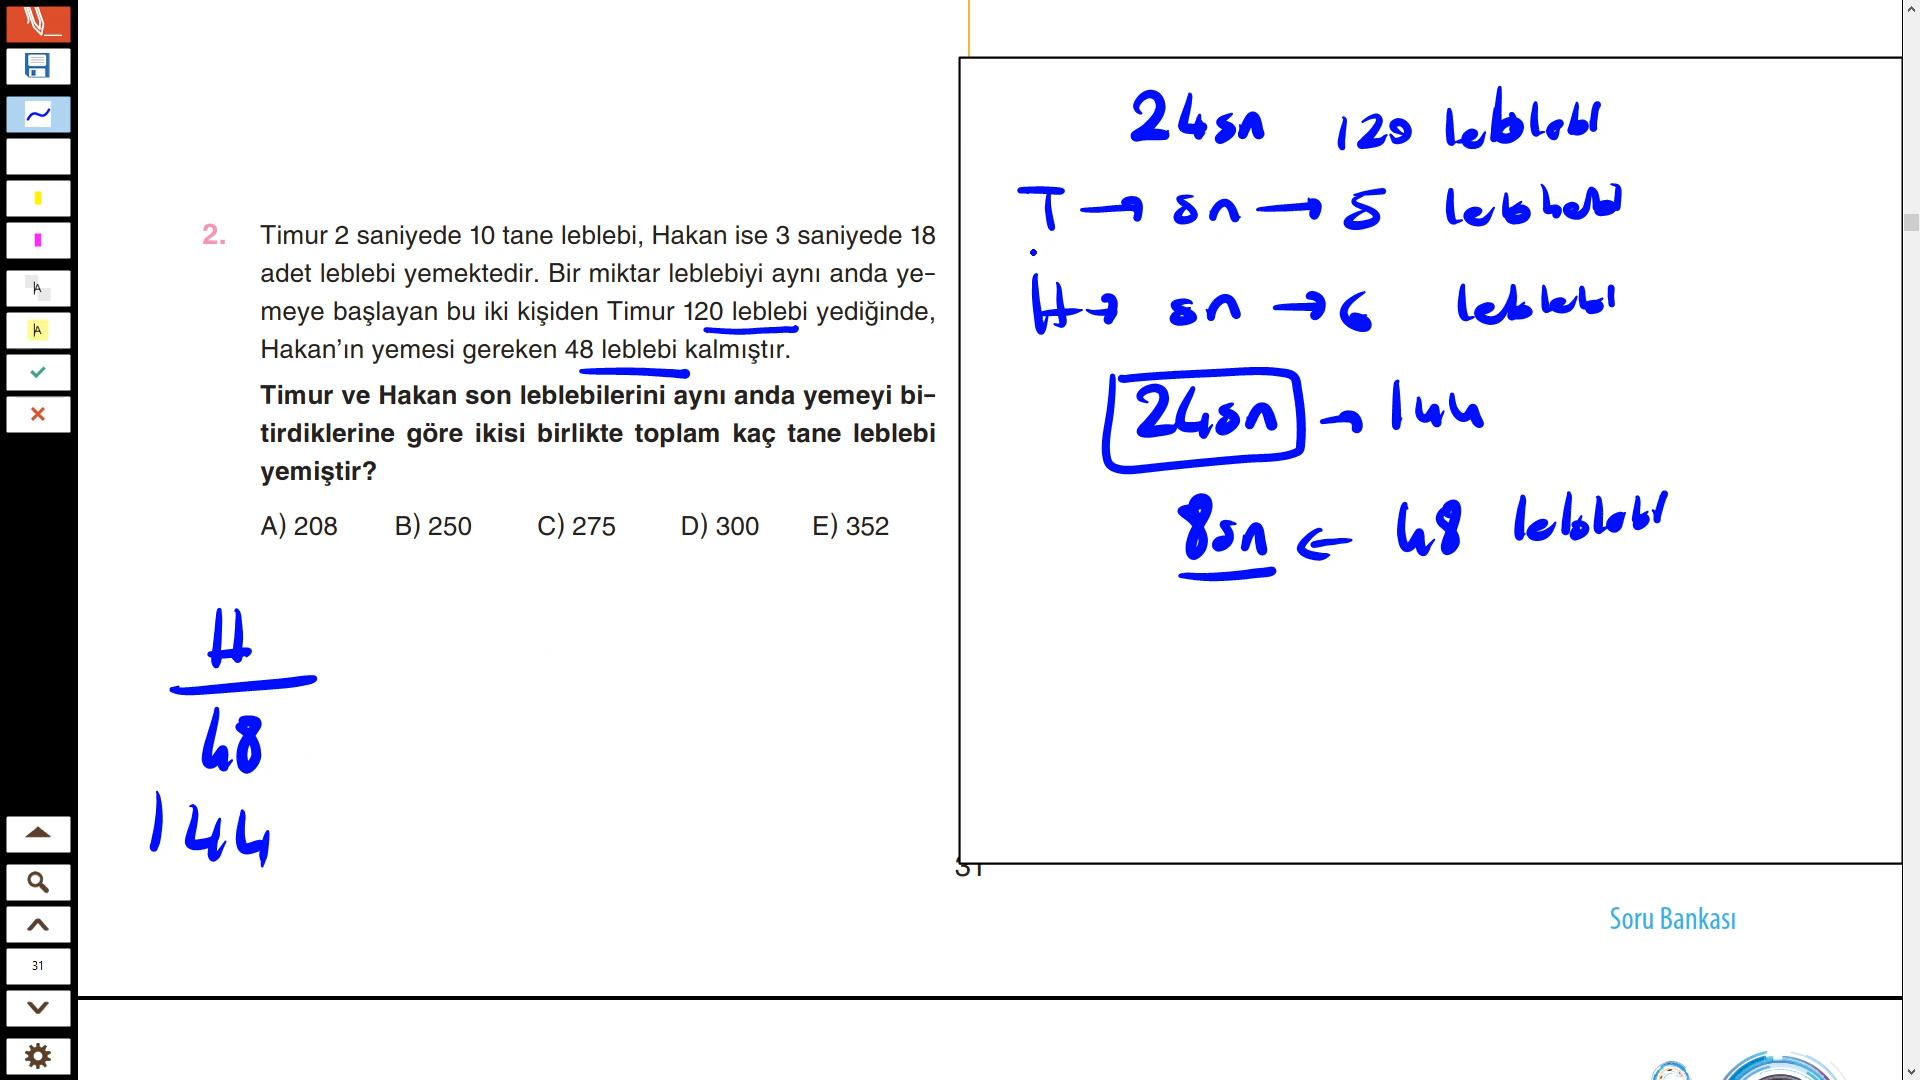 2. Timur 2 saniyede 10 tane leblebi, Hakan ise 3 saniyede 18
adet leblebi yemektedir. Bir miktar leblebiyi aynı anda ye-
meye başlayan bu iki kişiden Timur 120 leblebi yediğinde,
Hakan’ın yemesi gereken 48 leblebi kalmıştır.
Timur ve Hakan son leblebilerini aynı anda yemeyi bi-
tirdiklerine göre ikisi birlikte toplam kaç tane leblebi
yemiştir?
A) 208 B) 250 C) 275 D) 300 E) 352
H
48
144
24sn 120 leblebi
T → sn → 5 leblebi
H → sn → 6 leblebi
24sn → 144
8sn ← 48 leblebi
31
Soru Bankası
31